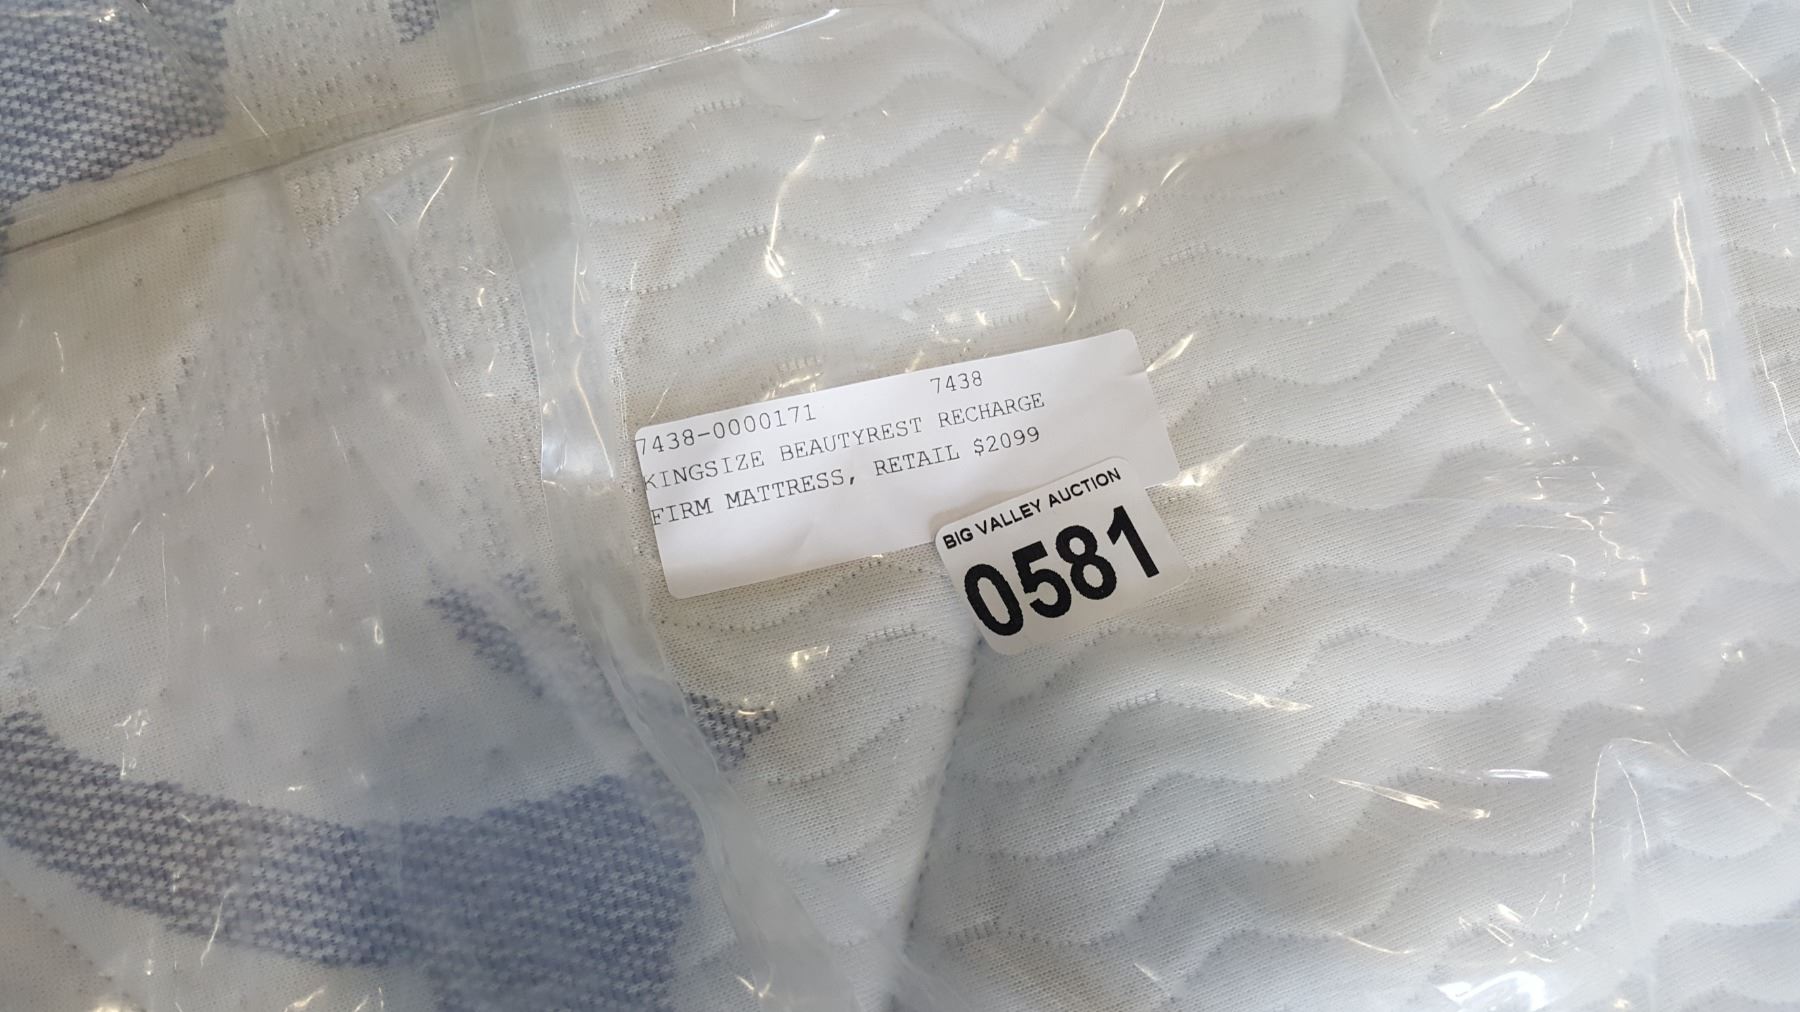 7438-0000171 7438
KINGSIZE BEAUTYREST RECHARGE
FIRM MATTRESS, RETAIL $2099
BIG VALLEY AUCTION
0581